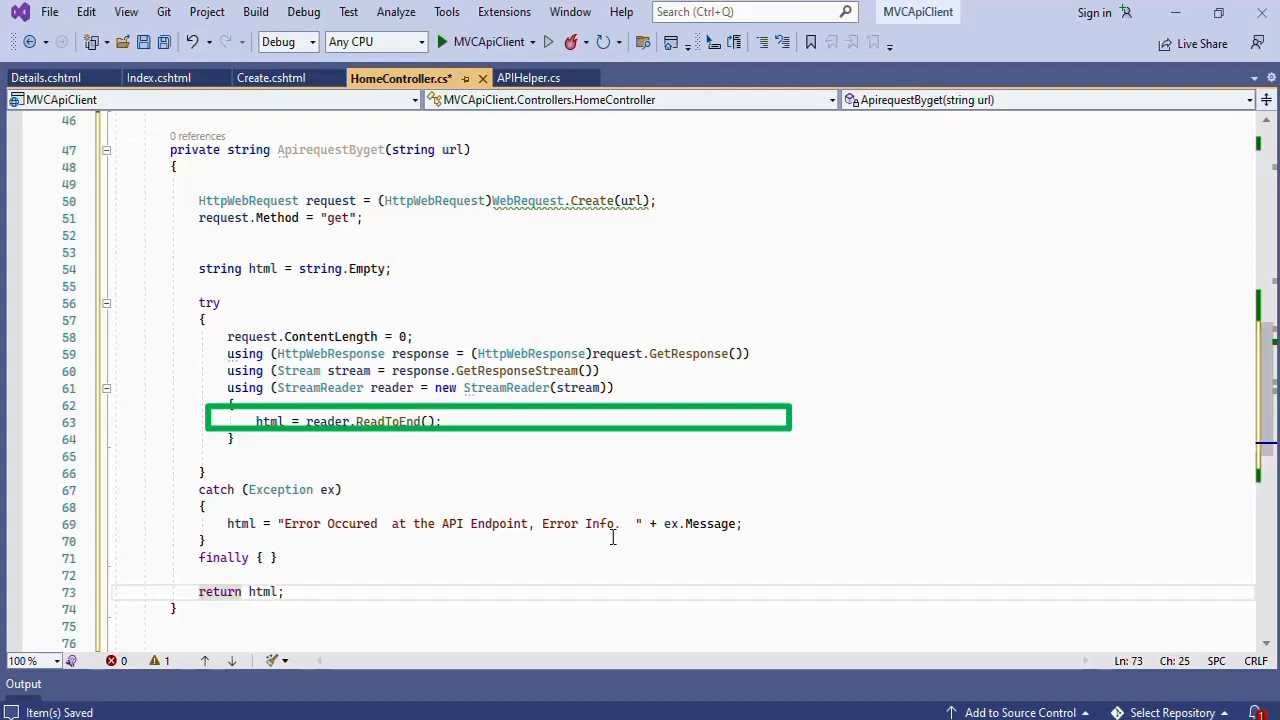 File Edit View Git Project Build Debug Test Analyze Tools Extensions Window Help Search (Ctrl+Q) MVCApiClient Sign in
Debug Any CPU MVCApiClient Live Share
Details.cshtml Index.cshtml Create.cshtml HomeController.cs* APIHelper.cs
MVCApiClient MVCApiClient.Controllers.HomeController ApirequestByget(string url)
46
0 references
47 private string ApirequestByget(string url)
48 {
49
50 HttpWebRequest request = (HttpWebRequest)WebRequest.Create(url);
51 request.Method = "get";
52
53
54 string html = string.Empty;
55
56 try
57 {
58 request.ContentLength = 0;
59 using (HttpWebResponse response = (HttpWebResponse)request.GetResponse())
60 using (Stream stream = response.GetResponseStream())
61 using (StreamReader reader = new StreamReader(stream))
62 {
63 html = reader.ReadToEnd();
64 }
65
66 }
67 catch (Exception ex)
68 {
69 html = "Error Occured  at the API Endpoint, Error Info.  " + ex.Message;
70 }
71 finally { }
72
73 return html;
74 }
75
76
100 % 0 1 Ln: 73 Ch: 25 SPC CRLF
Output
Item(s) Saved Add to Source Control Select Repository 1